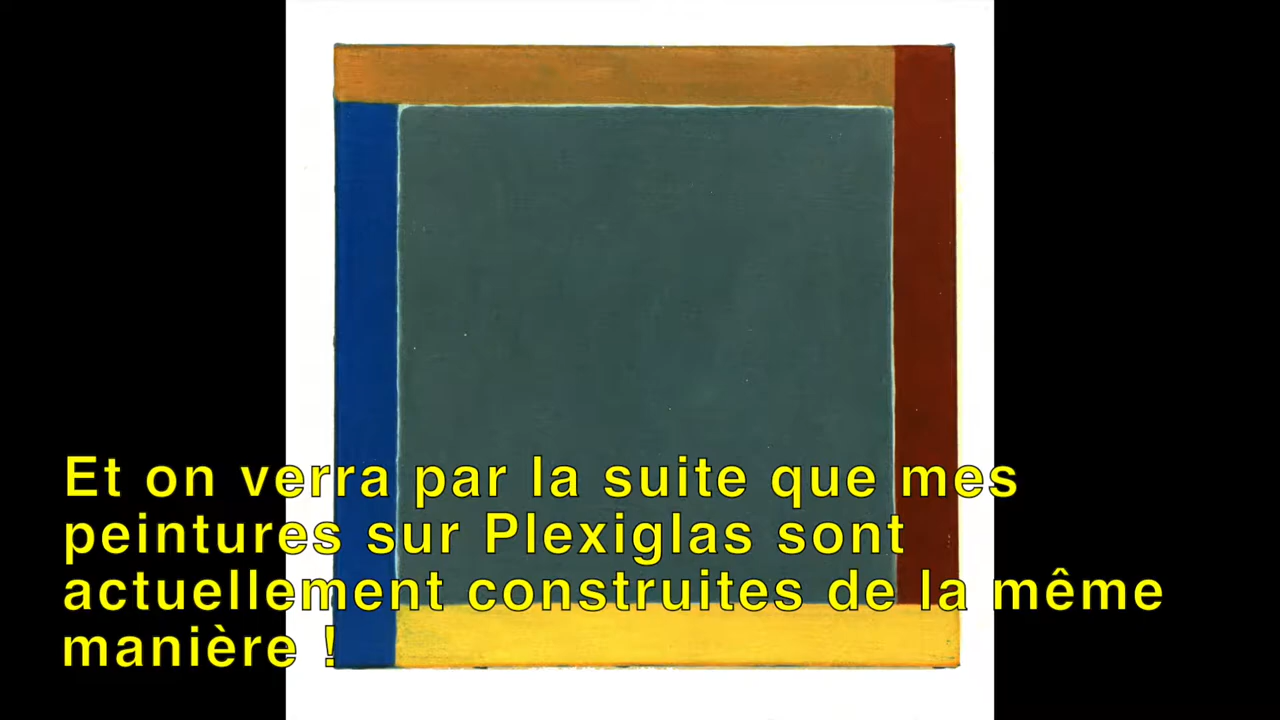 Et on verra par la suite que mes
peintures sur Plexiglas sont
actuellement construites de la même
manière !